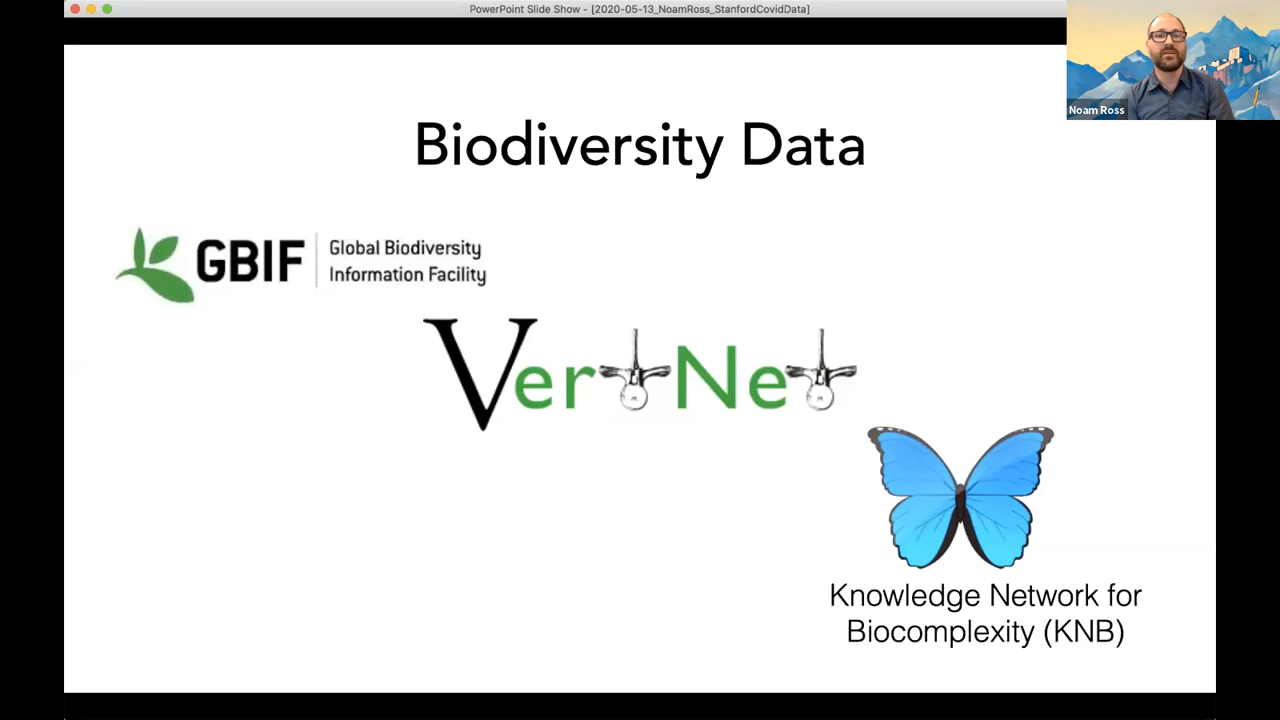 PowerPoint Slide Show - [2020-05-13_NoamRoss_StanfordCovidData]
Noam Ross
Biodiversity Data
GBIF
Global Biodiversity
Information Facility
VertNet
Knowledge Network for
Biocomplexity (KNB)